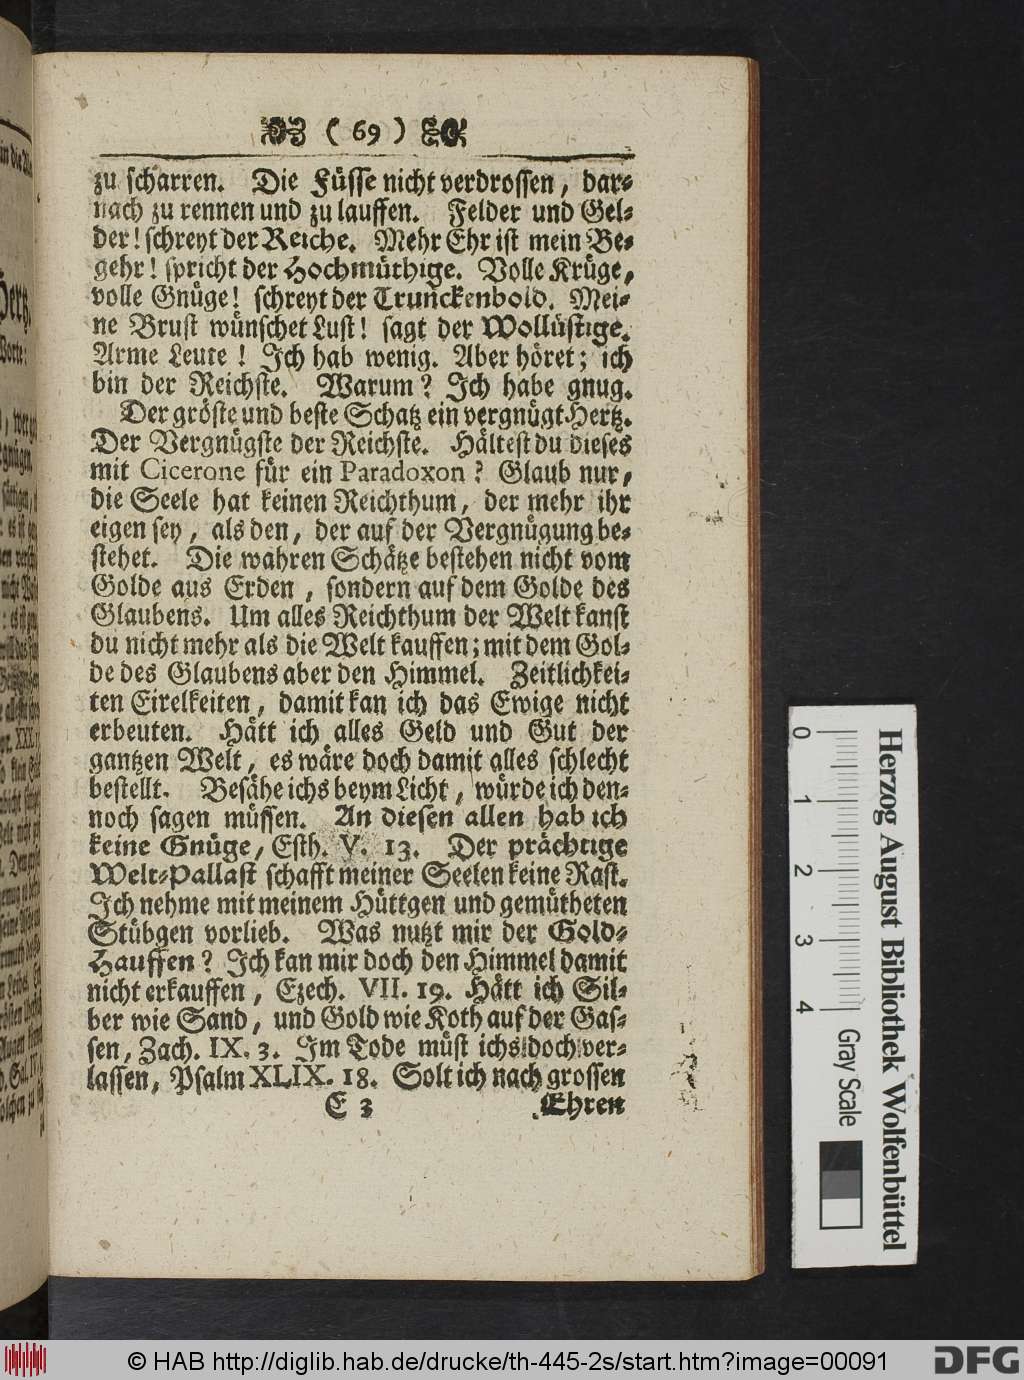 ( 69 )
zu scharren. Die Füsse nicht verdrossen, dar-
nach zu rennen und zu lauffen. Felder und Gel-
der! schreyt der Reiche. Mehr Ehr ist mein Be-
gehr! spricht der Hochmüthige. Volle Krüge,
volle Gnüge! schreyt der Trunckenbold. Mei-
ne Brust wünschet Lust! sagt der Wollüstige.
Arme Leute! Ich hab wenig. Aber höret; ich
bin der Reichste. Warum? Ich habe gnug.
Der gröste und beste Schatz ein vergnügt Hertz.
Der Vergnügste der Reichste. Hältest du dieses
mit Cicerone für ein Paradoxon? Glaub nur,
die Seele hat keinen Reichthum, der mehr ihr
eigen sey, als den, der auf der Vergnügung be-
stehet. Die wahren Schätze bestehen nicht vom
Golde aus Erden, sondern auf dem Golde des
Glaubens. Um alles Reichthum der Welt kanst
du nicht mehr als die Welt kauffen; mit dem Gol-
de des Glaubens aber den Himmel. Zeitlichkei-
ten Eitelkeiten, damit kan ich das Ewige nicht
erbeuten. Hätt ich alles Geld und Gut der
gantzen Welt, es wäre doch damit alles schlecht
bestellt. Besähe ichs beym Licht, würde ich den-
noch sagen müssen. An diesen allen hab ich
keine Gnüge, Esth. V. 13. Der prächtige
Welt-Pallast schafft meiner Seelen keine Rast.
Ich nehme mit meinem Hüttgen und gemütheten
Stübgen vorlieb. Was nutzt mir der Gold-
Hauffen? Ich kan mir doch den Himmel damit
nicht erkauffen, Ezech. VII. 19. Hätt ich Sil-
ber wie Sand, und Gold wie Koth auf der Gas-
sen, Zach. IX. 3. Im Tode müst ichs doch ver-
lassen, Psalm XLIX. 18. Solt ich nach grossen
E 3 Ehren
0 1 2 3 4 Gray Scale
Herzog August Bibliothek Wolfenbüttel
© HAB http://diglib.hab.de/drucke/th-445-2s/start.htm?image=00091
DFG